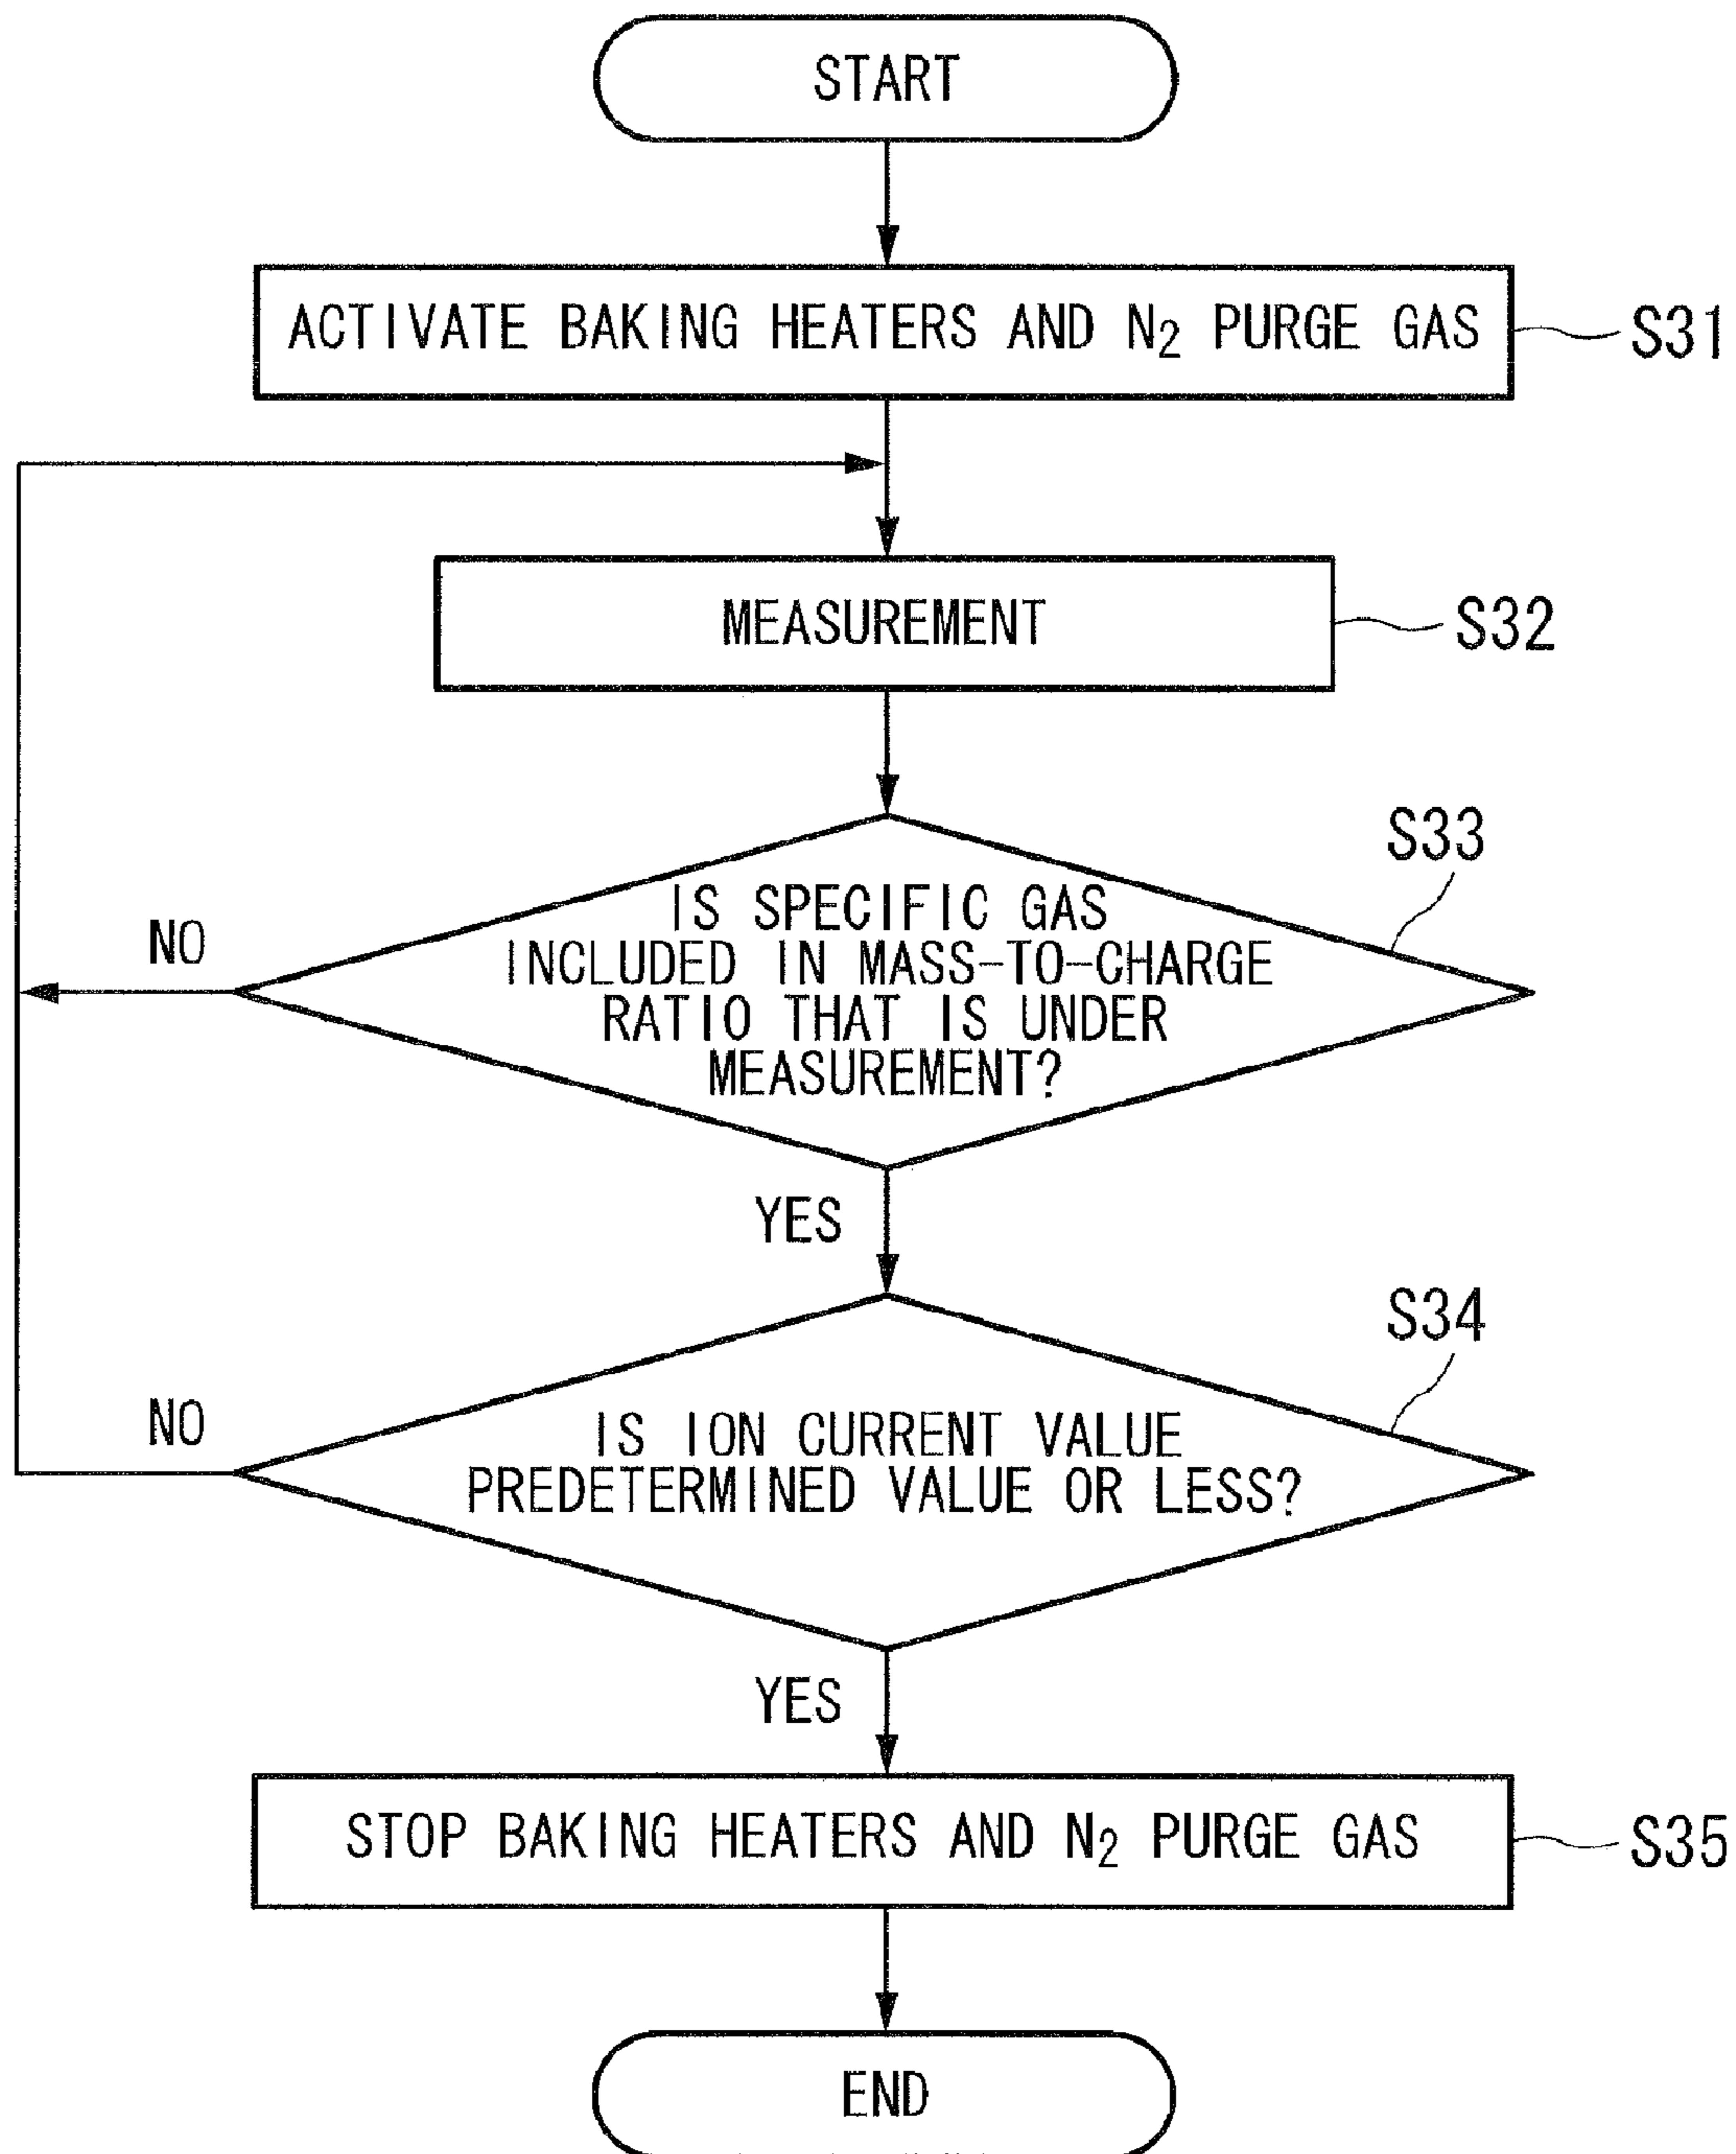 START
ACTIVATE BAKING HEATERS AND N₂ PURGE GAS
S31
MEASUREMENT
S32
S33
IS SPECIFIC GAS
INCLUDED IN MASS-TO-CHARGE
RATIO THAT IS UNDER
MEASUREMENT?
NO
YES
S34
IS ION CURRENT VALUE
PREDETERMINED VALUE OR LESS?
NO
YES
STOP BAKING HEATERS AND N₂ PURGE GAS
S35
END